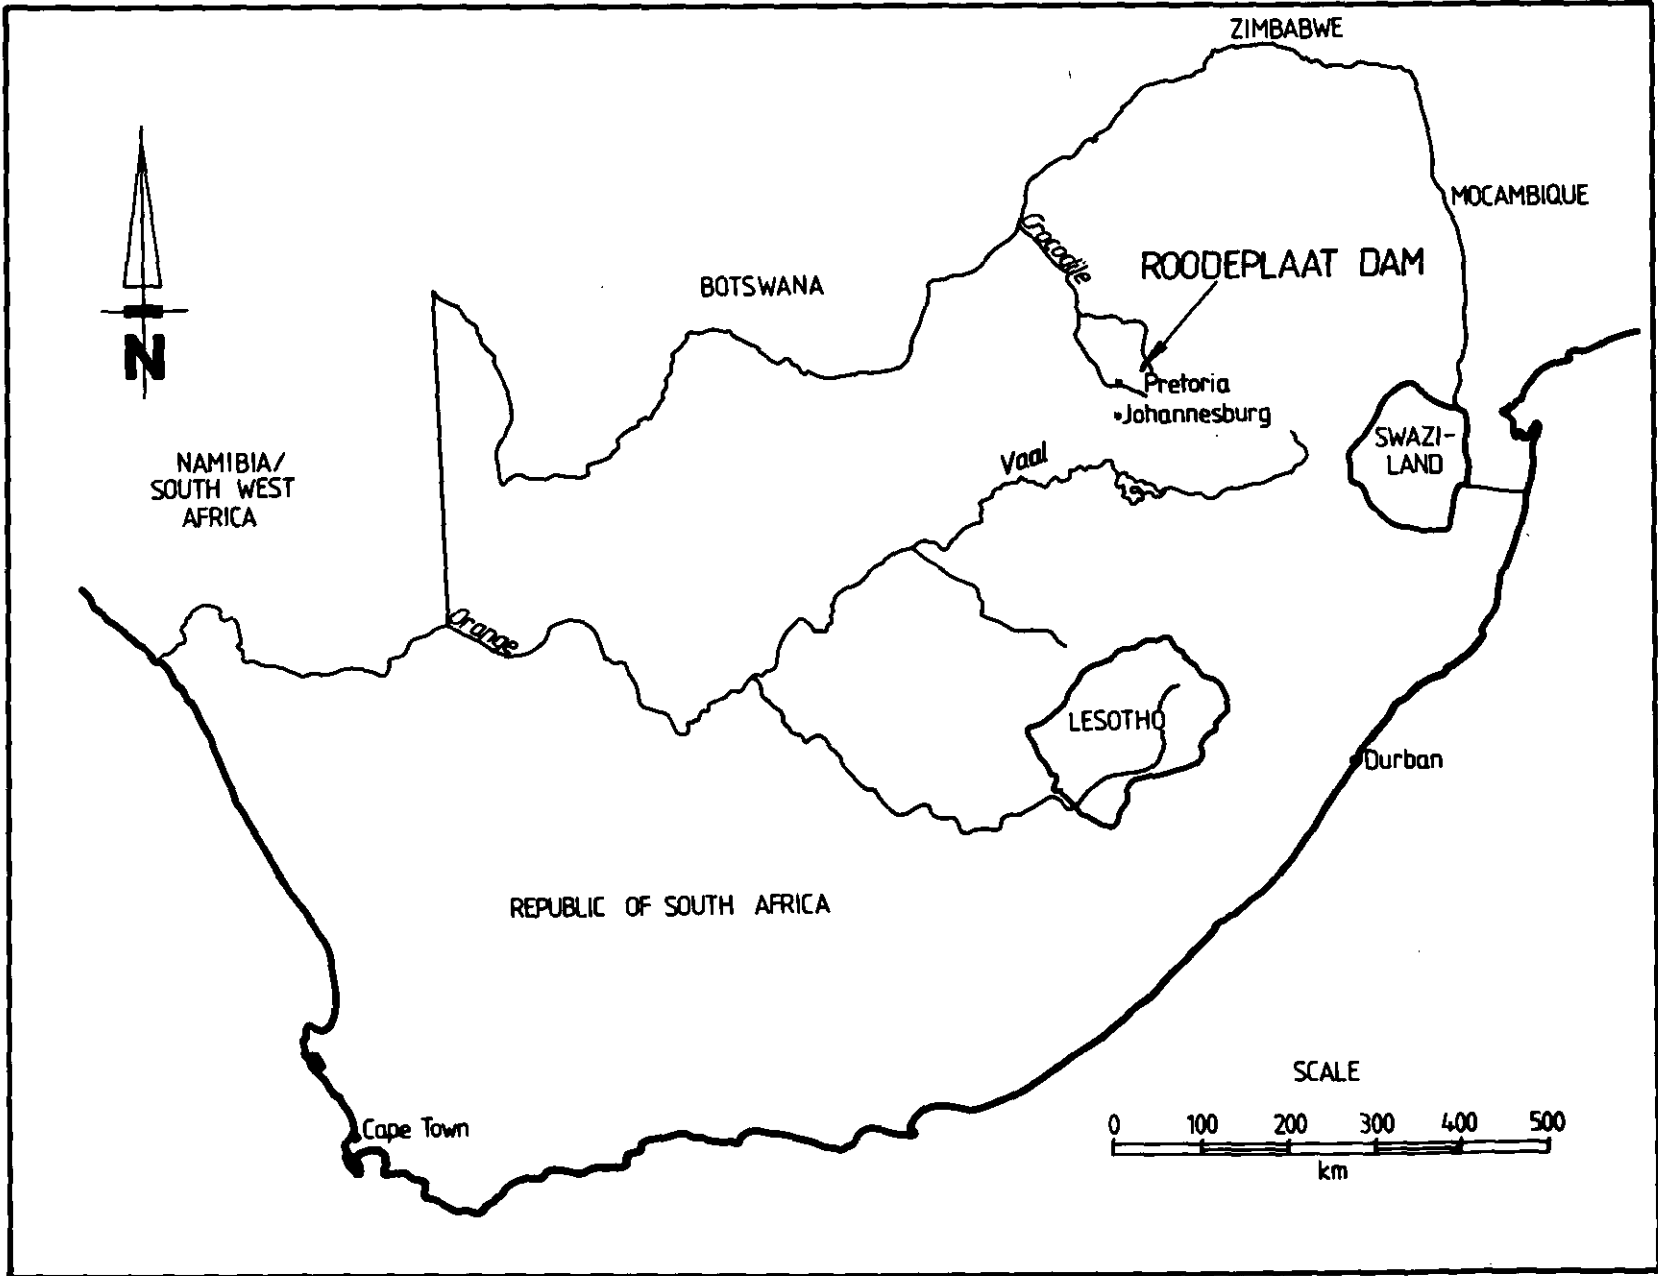 ZIMBABWE
MOCAMBIQUE
Crocodile
ROODEPLAAT DAM
BOTSWANA
N
Pretoria
Johannesburg
SWAZI-
LAND
Vaal
NAMIBIA/
SOUTH WEST
AFRICA
Orange
LESOTHO
Durban
REPUBLIC OF SOUTH AFRICA
SCALE
0 100 200 300 400 500
km
Cape Town